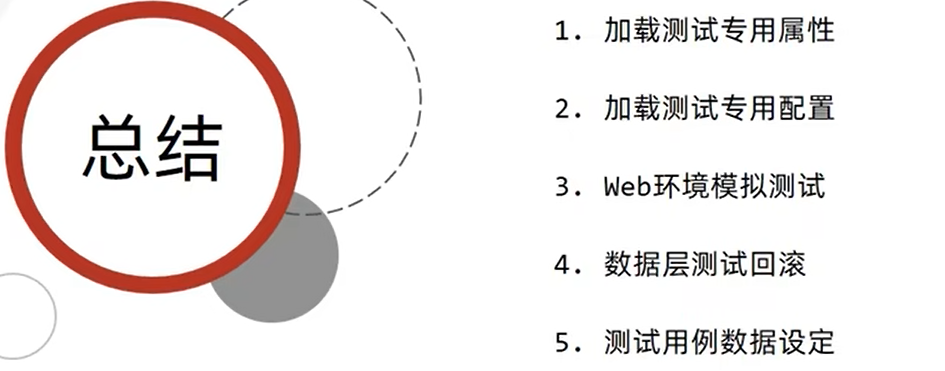 总结
1. 加载测试专用属性
2. 加载测试专用配置
3. Web环境模拟测试
4. 数据层测试回滚
5. 测试用例数据设定